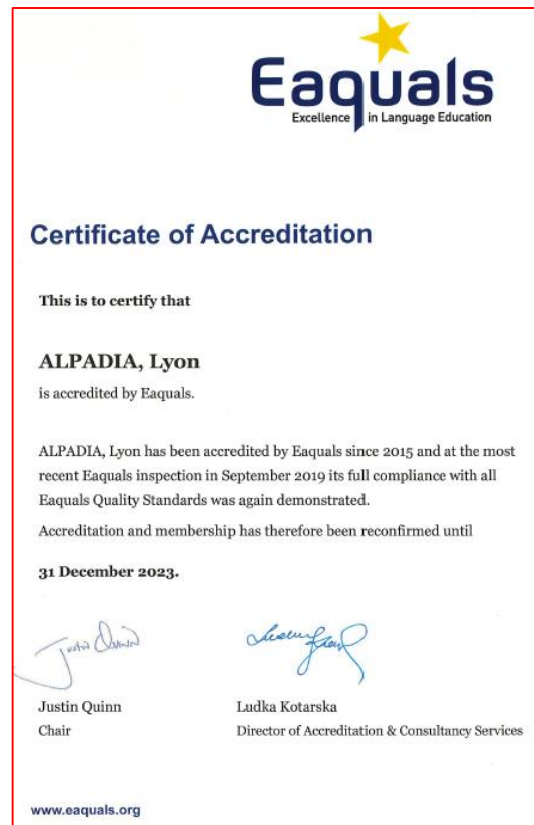 Eaquals
Excellence in Language Education
Certificate of Accreditation
This is to certify that
ALPADIA, Lyon
is accredited by Eaquals.
ALPADIA, Lyon has been accredited by Eaquals since 2015 and at the most
recent Eaquals inspection in September 2019 its full compliance with all
Eaquals Quality Standards was again demonstrated.
Accreditation and membership has therefore been reconfirmed until
31 December 2023.
Justin Quinn
Justin Quinn
Chair
Ludka Kotarska
Director of Accreditation & Consultancy Services
www.eaquals.org